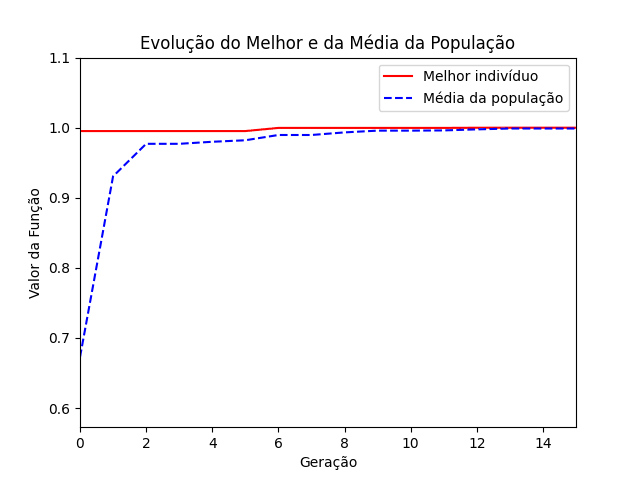 Evolução do Melhor e da Média da População
Melhor indivíduo
Média da população
Valor da Função
1.1
1.0
0.9
0.8
0.7
0.6
0 2 4 6 8 10 12 14
Geração